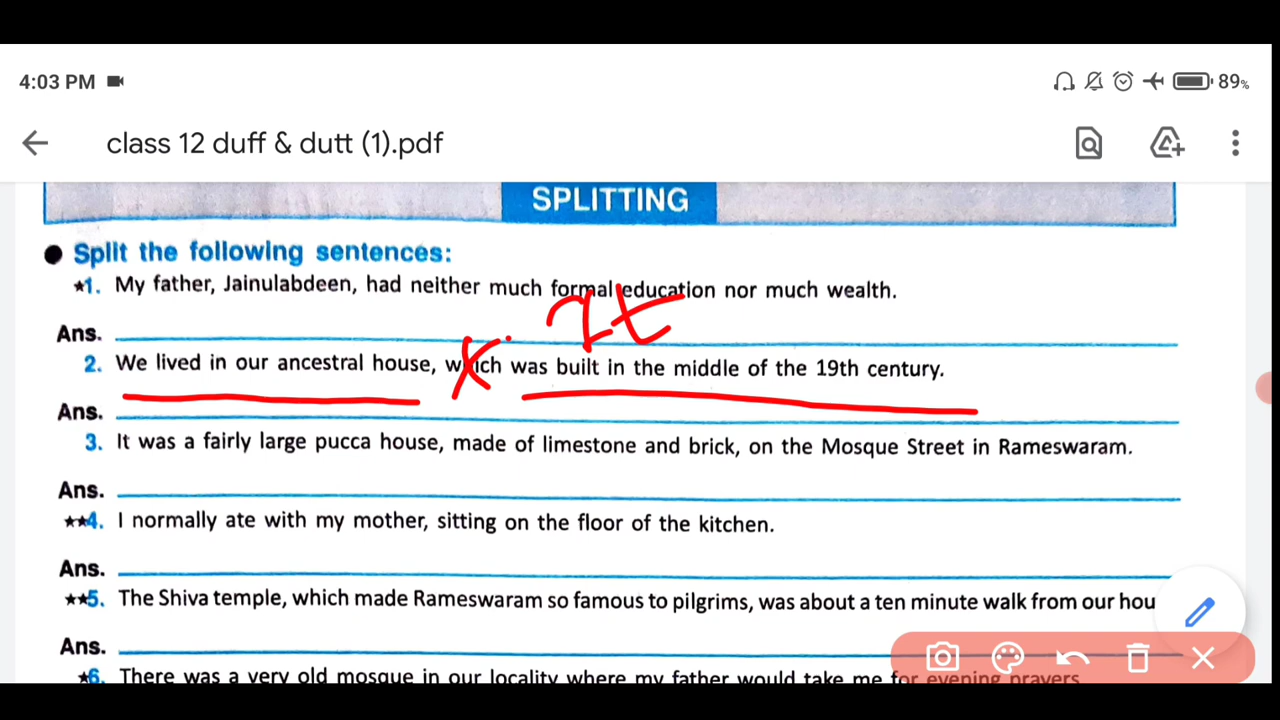 4:03 PM 89%
class 12 duff & dutt (1).pdf
SPLITTING
● Split the following sentences:
★1. My father, Jainulabdeen, had neither much formal education nor much wealth.
It
Ans.
2. We lived in our ancestral house, which was built in the middle of the 19th century.
Ans.
3. It was a fairly large pucca house, made of limestone and brick, on the Mosque Street in Rameswaram.
Ans.
★★4. I normally ate with my mother, sitting on the floor of the kitchen.
Ans.
★★5. The Shiva temple, which made Rameswaram so famous to pilgrims, was about a ten minute walk from our hou
Ans.
★6. There was a very old mosque in our locality where my father would take me for evening prayers